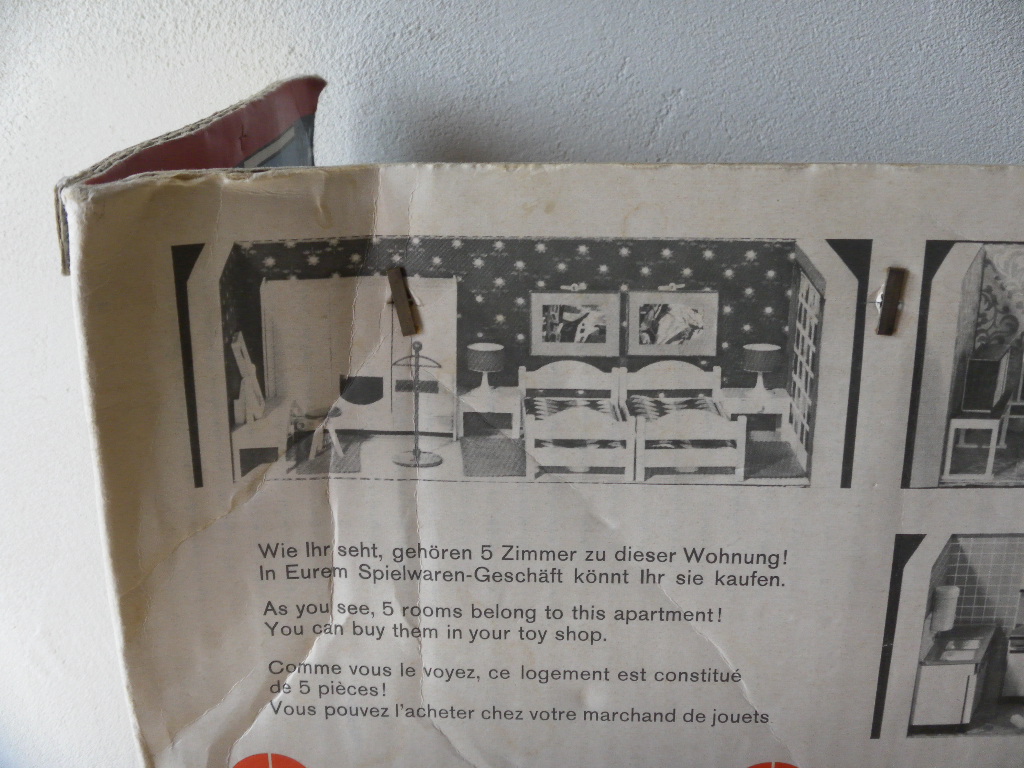 Wie Ihr seht, gehören 5 Zimmer zu dieser Wohnung!
In Eurem Spielwaren-Geschäft könnt Ihr sie kaufen.
As you see, 5 rooms belong to this apartment!
You can buy them in your toy shop.
Comme vous le voyez, ce logement est constitué
de 5 pièces!
Vous pouvez l'acheter chez votre marchand de jouets